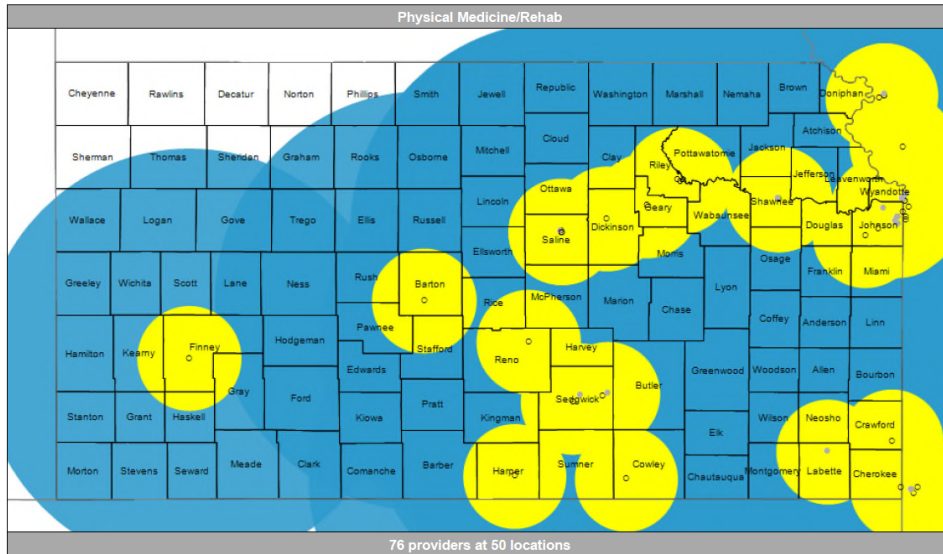 Physical Medicine/Rehab
Cheyenne Rawlins Decatur Norton Phillips Smith Jewell Republic Washington Marshall Nemaha Brown Doniphan
Sherman Thomas Sheridan Graham Rooks Osborne Mitchell Cloud Clay Riley Pottawatomie Jackson Atchison
Jefferson Leavenworth
Wallace Logan Gove Trego Ellis Russell Lincoln Ottawa Saline Dickinson Geary Wabaunsee Shawnee Douglas Johnson Wyandotte
Greeley Wichita Scott Lane Ness Rush Barton Ellsworth Rice McPherson Marion Morris Chase Lyon Osage Franklin Miami
Hamilton Kearny Finney Hodgeman Pawnee Stafford Reno Harvey Coffey Anderson Linn
Gray Ford Edwards Sedgwick Butler Greenwood Woodson Allen Bourbon
Stanton Grant Haskell Kiowa Pratt Kingman Elk Wilson Neosho Crawford
Morton Stevens Seward Meade Clark Comanche Barber Harper Sumner Cowley Chautauqua Montgomery Labette Cherokee
76 providers at 50 locations